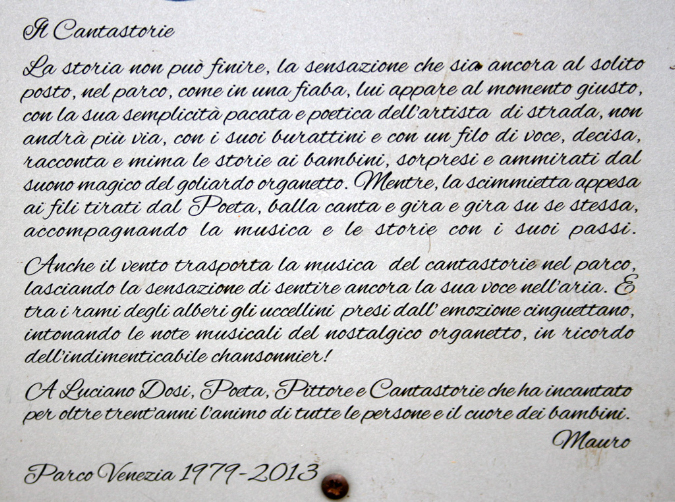 Il Cantastorie
La storia non può finire, la sensazione che sia ancora al solito
posto, nel parco, come in una fiaba, lui appare al momento giusto,
con la sua semplicità pacata e poetica dell'artista di strada, non
andrà più via, con i suoi burattini e con un filo di voce, decisa,
racconta e mima le storie ai bambini, sorpresi e ammirati dal
suono magico del goliardo organetto. Mentre, la scimmietta appesa
ai fili tirati dal Poeta, balla canta e gira e gira su se stessa,
accompagnando la musica e le storie con i suoi passi.
Anche il vento trasporta la musica del cantastorie nel parco,
lasciando la sensazione di sentire ancora la sua voce nell'aria. E
tra i rami degli alberi gli uccellini presi dall'emozione cinguettano,
intonando le note musicali del nostalgico organetto, in ricordo
dell'indimenticabile chansonnier!
A Luciano Dosi, Poeta, Pittore e Cantastorie che ha incantato
per oltre trent'anni l'animo di tutte le persone e il cuore dei bambini.
Mauro
Parco Venezia 1979-2013